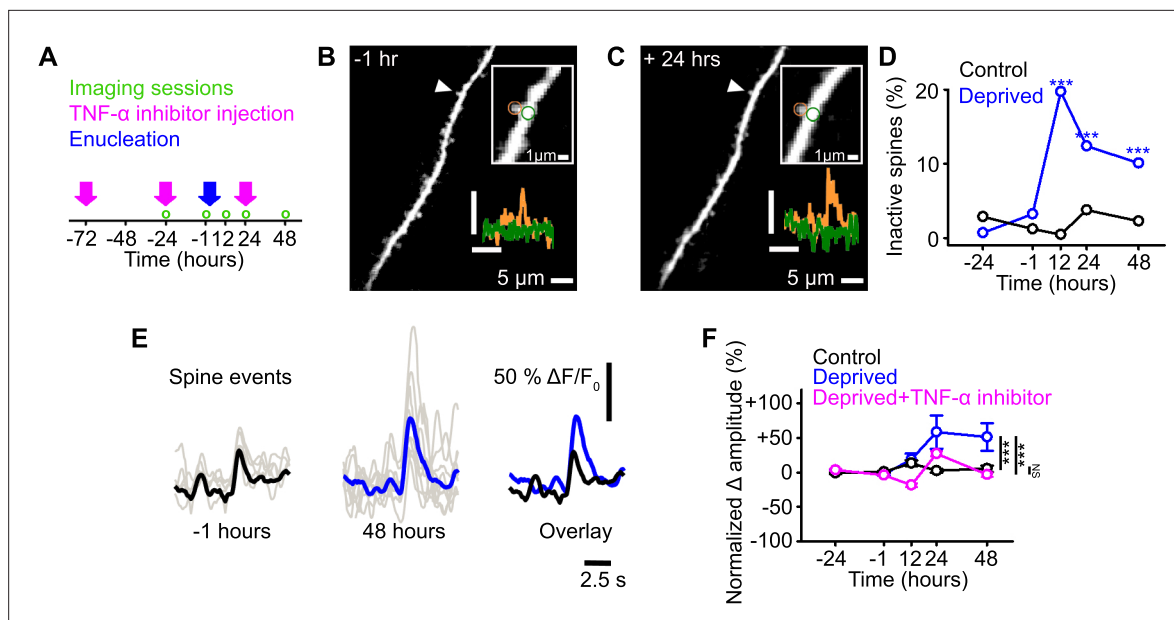 A
Imaging sessions
TNF-α inhibitor injection
Enucleation
-72 -48 -24 -1 12 24 48
Time (hours)
B
-1 hr
1µm
5 µm
C
+ 24 hrs
1µm
5 µm
D
Control
Deprived
Inactive spines (%)
20
10
0
***
***
***
-24 -1 12 24 48
Time (hours)
E
Spine events
50 % ΔF/F0
-1 hours
48 hours
Overlay
2.5 s
F
Control
Deprived
Deprived+TNF-α inhibitor
Normalized Δ amplitude (%)
+100
+50
0
-50
-100
***
***
NS
-24 -1 12 24 48
Time (hours)